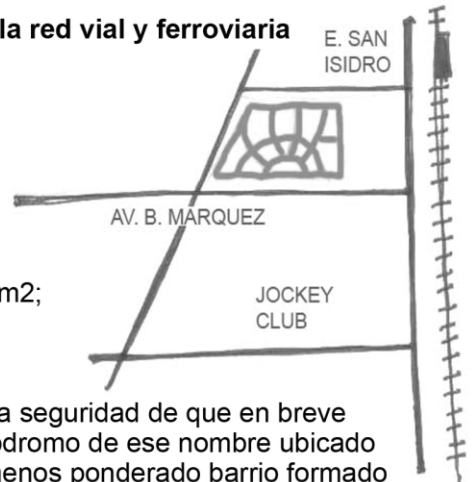 la red vial y ferroviaria
E. SAN
ISIDRO
AV. B. MARQUEZ
m2;
JOCKEY
CLUB
a seguridad de que en breve
ódromo de ese nombre ubicado
menos ponderado barrio formado